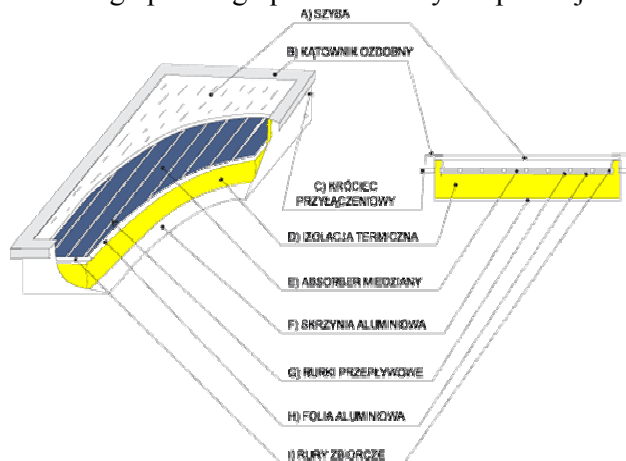 A) SZYBA
B) KĄTOWNIK OZDOBNY
C) KRÓCIEC
PRZYŁĄCZENIOWY
D) IZOLACJA TERMICZNA
E) ABSORBER MIEDZIANY
F) SKRZYNIA ALUMINIOWA
G) RURKI PRZEPŁYWOWE
H) FOLIA ALUMINIOWA
I) RURY ZBIORCZE